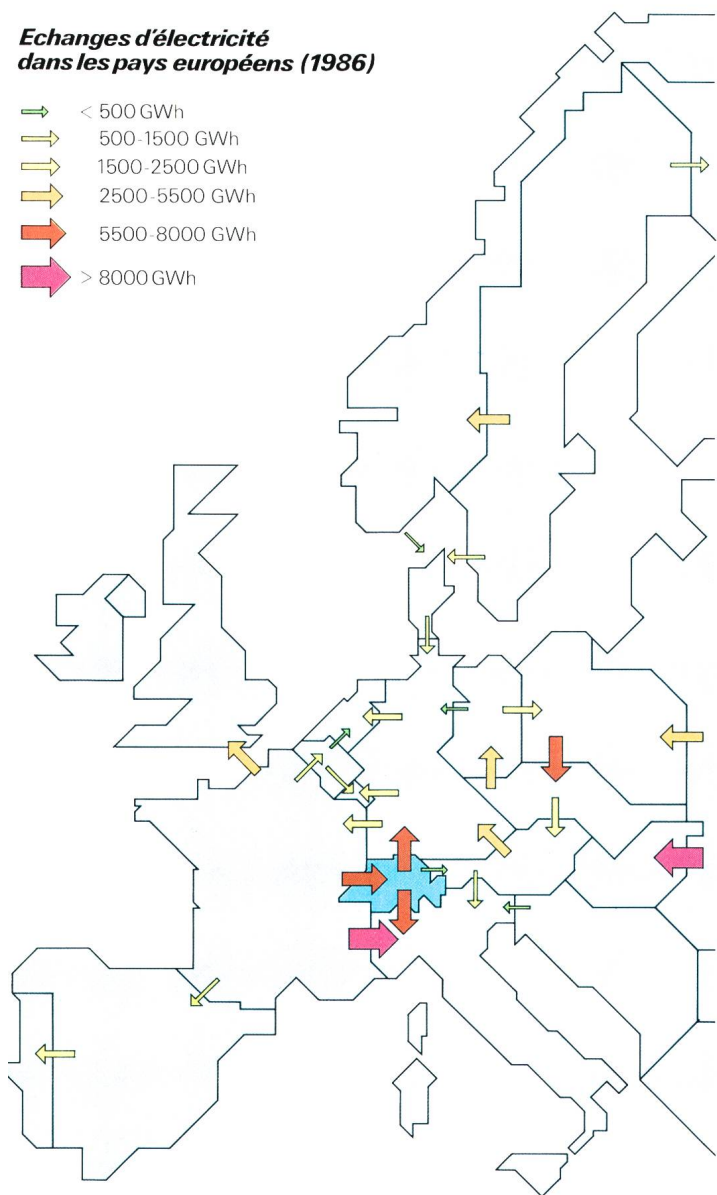 Echanges d'électricité
dans les pays européens (1986)
< 500 GWh
500-1500 GWh
1500-2500 GWh
2500-5500 GWh
5500-8000 GWh
> 8000 GWh